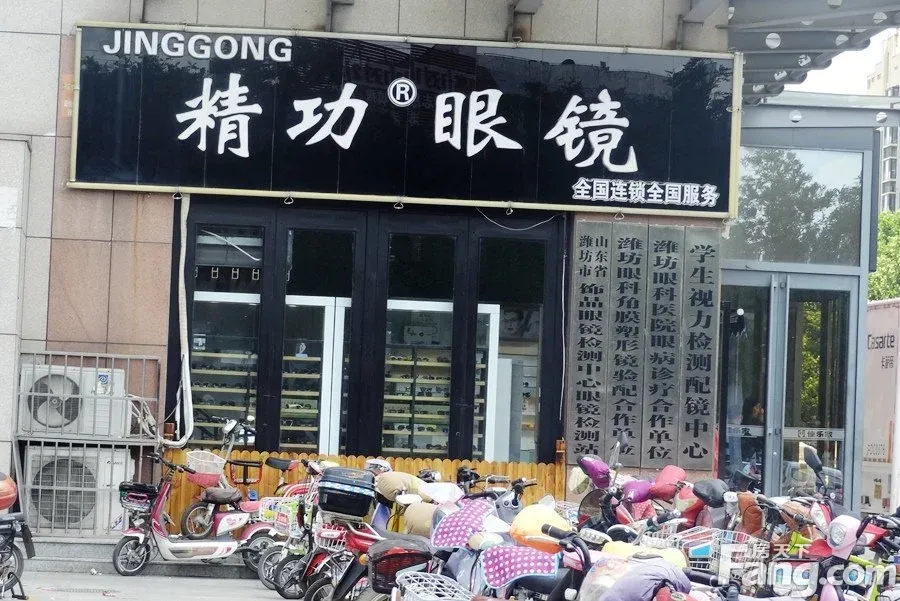 JINGGONG
精功®眼镜
全国连锁全国服务
学生视力检测配镜中心
潍坊眼科医院眼病诊疗合作单位
潍坊眼科角膜塑形镜验配合作单位
山东省
潍坊市
饰品眼镜检测中心眼镜检测站
Casarte
卡萨帝
房天下
Fang.com